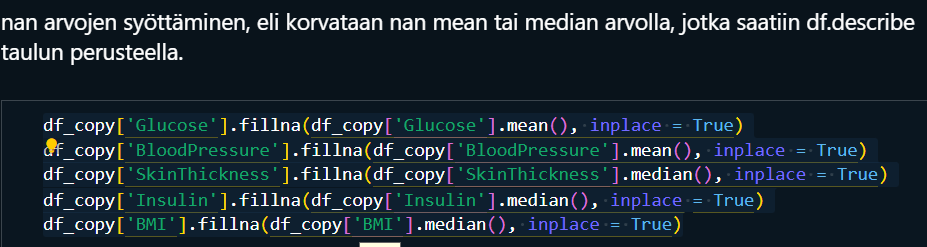 nan arvojen syöttäminen, eli korvataan nan mean tai median arvolla, jotka saatiin df.describe
taulun perusteella.
df_copy['Glucose'].fillna(df_copy['Glucose'].mean(), inplace = True)
df_copy['BloodPressure'].fillna(df_copy['BloodPressure'].mean(), inplace = True)
df_copy['SkinThickness'].fillna(df_copy['SkinThickness'].median(), inplace = True)
df_copy['Insulin'].fillna(df_copy['Insulin'].median(), inplace = True)
df_copy['BMI'].fillna(df_copy['BMI'].median(), inplace = True)